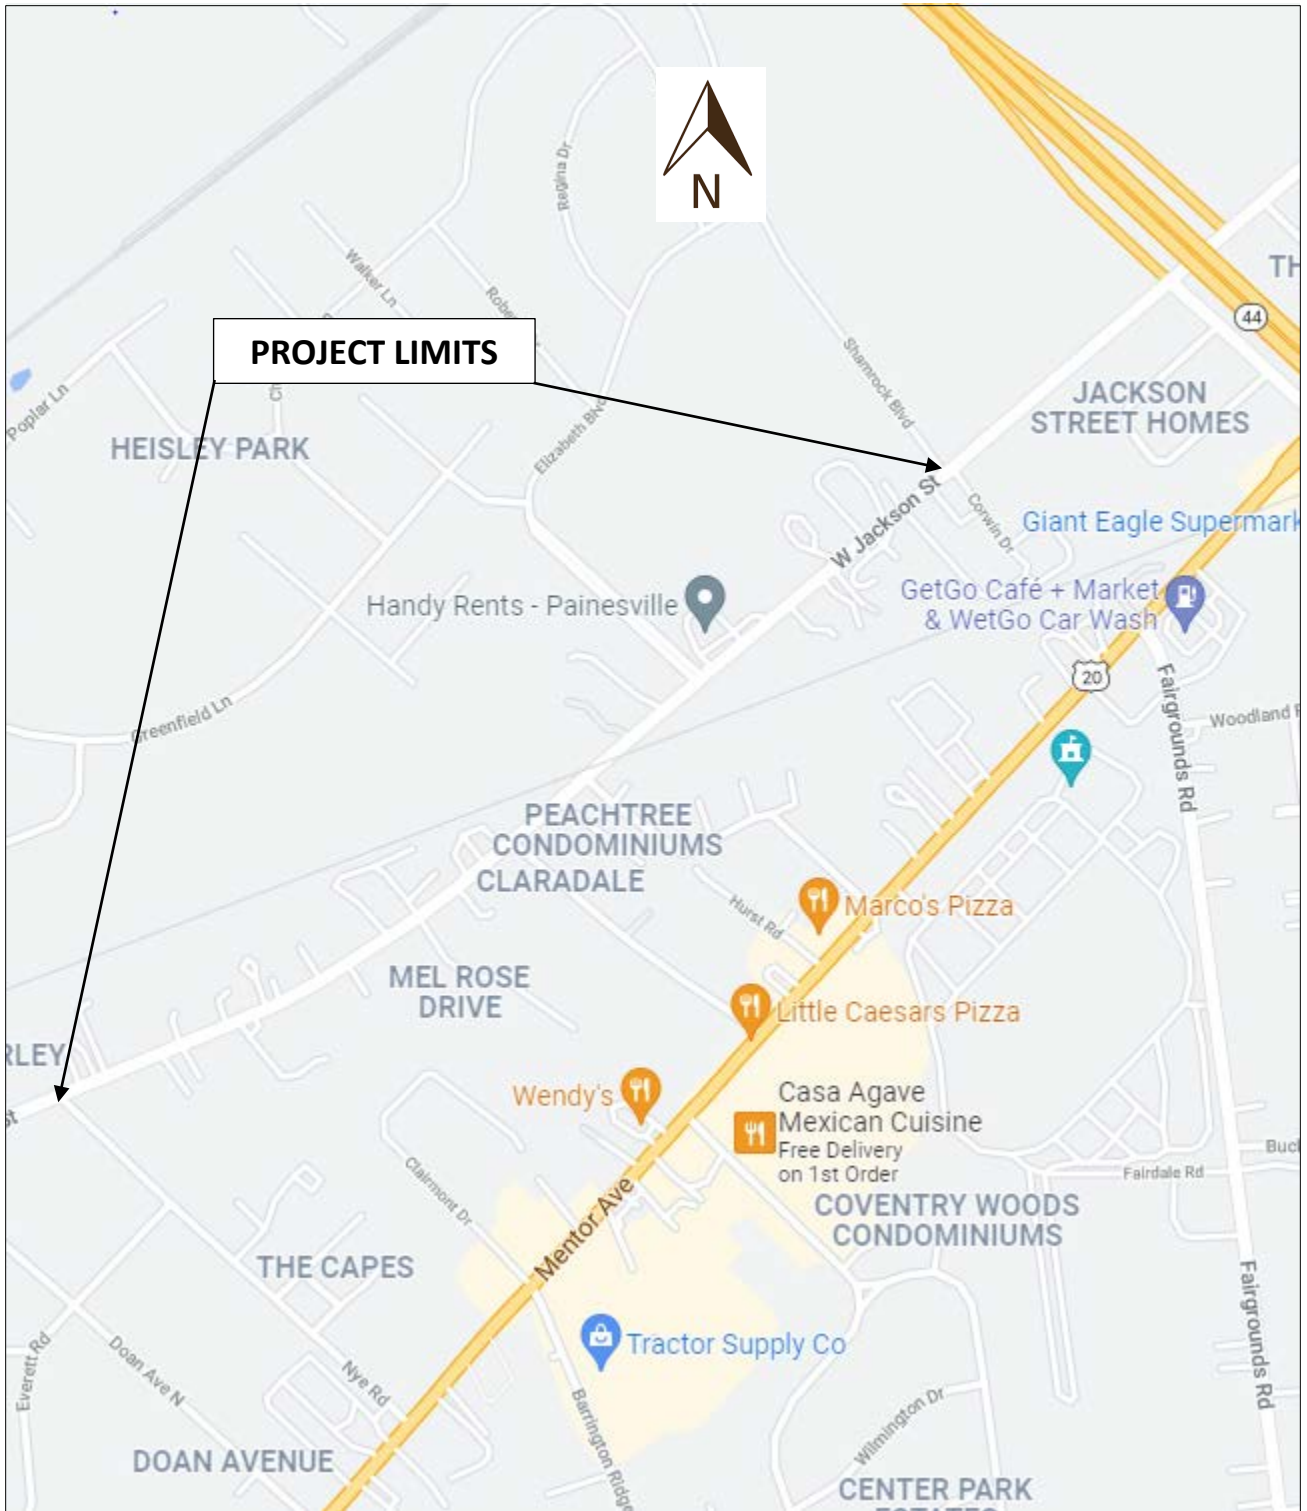 Regina Dr
N
Walker Ln
TH
44
PROJECT LIMITS
Shamrock Blvd
Poplar Ln
JACKSON
STREET HOMES
HEISLEY PARK
Elizabeth Blvd
W Jackson St
Corwin Dr
Giant Eagle Supermark
Handy Rents - Painesville
GetGo Café + Market
& WetGo Car Wash
20
Fairgrounds Rd
Greenfield Ln
Woodland
PEACHTREE
CONDOMINIUMS
CLARADALE
Hurst Rd
Marco's Pizza
MEL ROSE
DRIVE
Little Caesars Pizza
RLEY
Wendy's
st
Casa Agave
Mexican Cuisine
Free Delivery
on 1st Order
Clairmont Dr
Fairdale Rd
Mentor Ave
COVENTRY WOODS
CONDOMINIUMS
THE CAPES
Fairgrounds Rd
Everett Rd
Doan Ave N
Nye Rd
Tractor Supply Co
Barrington Ridge
Wilmington Dr
DOAN AVENUE
CENTER PARK